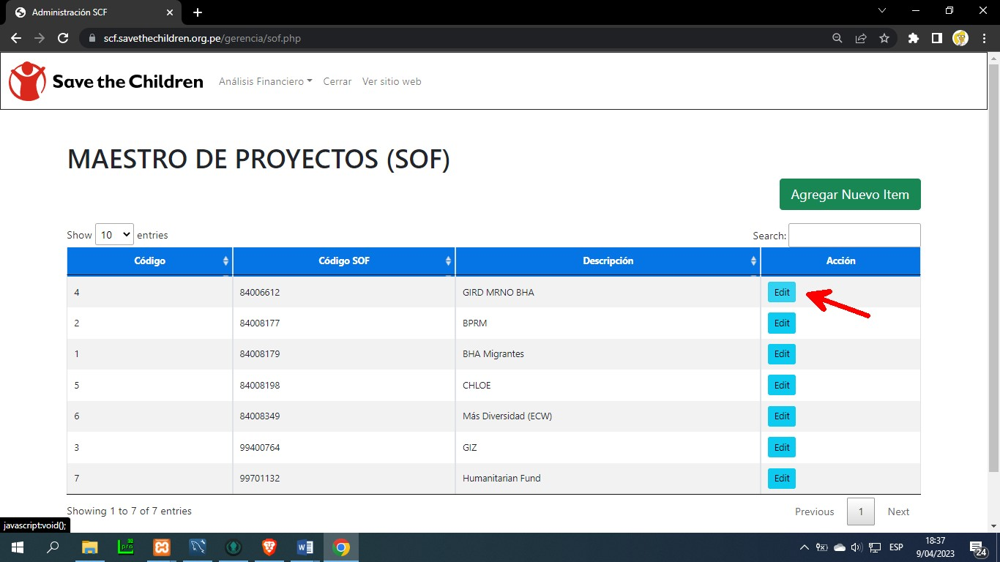 Administración SCF
scf.savethechildren.org.pe/gerencia/sof.php
Save the Children Análisis Financiero Cerrar Ver sitio web
MAESTRO DE PROYECTOS (SOF)
Agregar Nuevo Item
Show 10 entries Search:
Código Código SOF Descripción Acción
4 84006612 GIRD MRNO BHA Edit
2 84008177 BPRM Edit
1 84008179 BHA Migrantes Edit
5 84008198 CHLOE Edit
6 84008349 Más Diversidad (ECW) Edit
3 99400764 GIZ Edit
7 99701132 Humanitarian Fund Edit
Showing 1 to 7 of 7 entries Previous 1 Next
javascript:void();
pro W ESP 18:37
9/04/2023 24